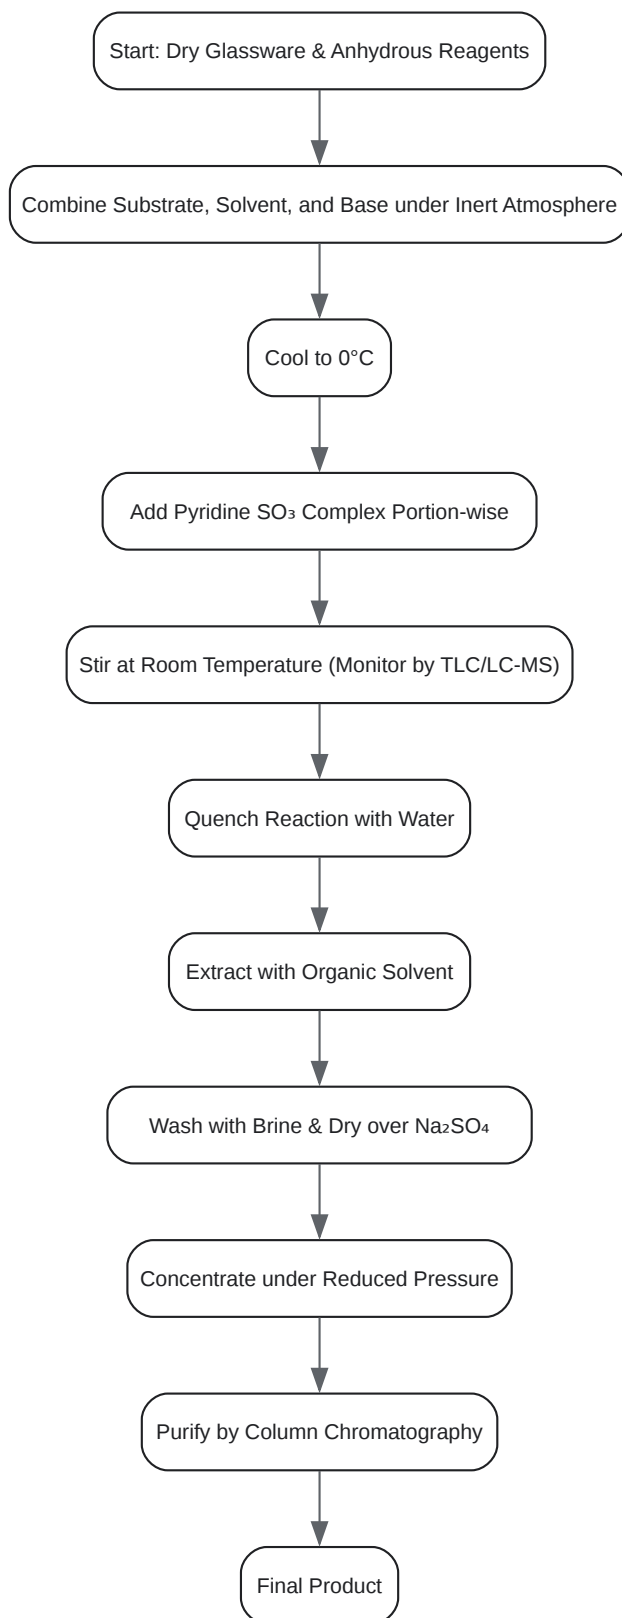 Start: Dry Glassware & Anhydrous Reagents
Combine Substrate, Solvent, and Base under Inert Atmosphere
Cool to 0°C
Add Pyridine SO₃ Complex Portion-wise
Stir at Room Temperature (Monitor by TLC/LC-MS)
Quench Reaction with Water
Extract with Organic Solvent
Wash with Brine & Dry over Na₂SO₄
Concentrate under Reduced Pressure
Purify by Column Chromatography
Final Product